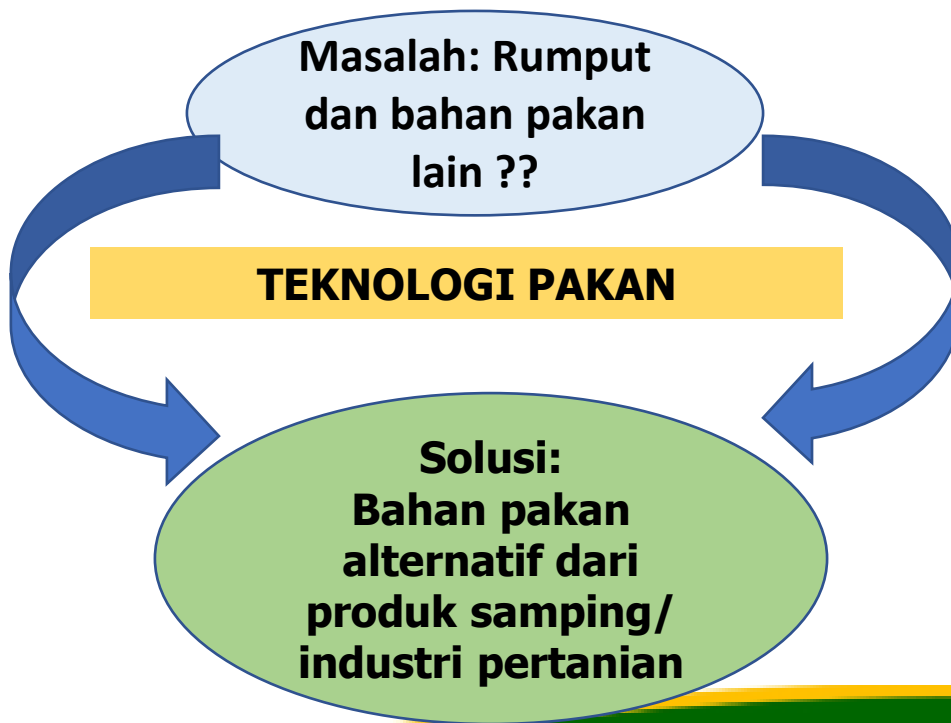 Masalah: Rumput
dan bahan pakan
lain ??
TEKNOLOGI PAKAN
Solusi:
Bahan pakan
alternatif dari
produk samping/
industri pertanian